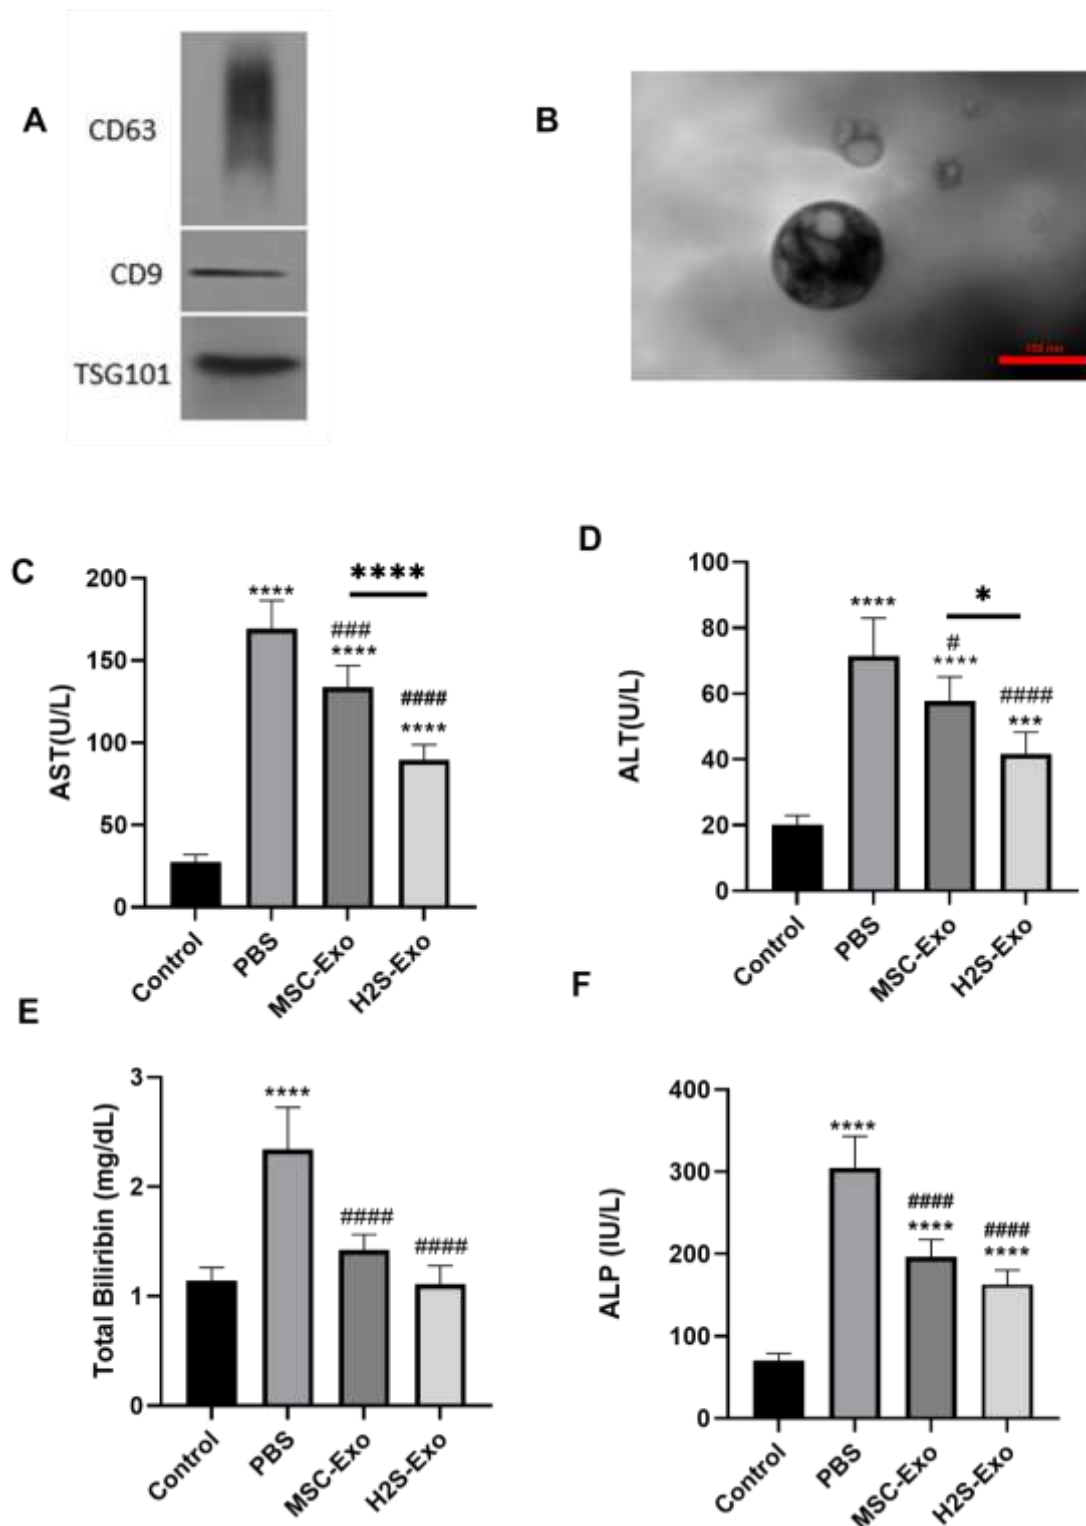 A
CD63
CD9
TSG101
B
C
AST(U/L)
200
150
100
50
0
****
###
****
####
****
****
Control
PBS
MSC-Exo
H2S-Exo
D
ALT(U/L)
100
80
60
40
20
0
****
#
****
####
***
*
Control
PBS
MSC-Exo
H2S-Exo
E
Total Biliribin (mg/dL)
3
2
1
0
****
####
####
Control
PBS
MSC-Exo
H2S-Exo
F
ALP (IU/L)
400
300
200
100
0
****
####
****
####
****
Control
PBS
MSC-Exo
H2S-Exo